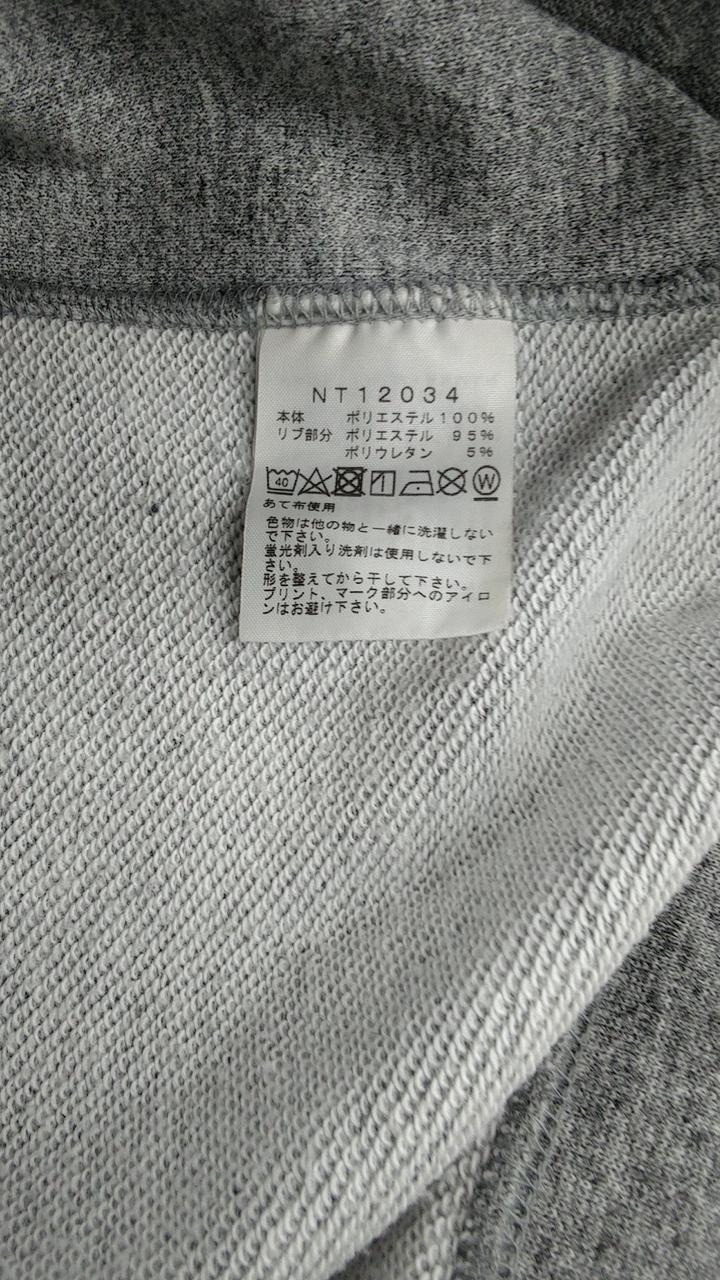 NT12034
本体 ポリエステル100%
リブ部分 ポリエステル 95%
ポリウレタン 5%
40 W
あて布使用
色物は他の物と一緒に洗濯しない
で下さい。
蛍光剤入り洗剤は使用しないで下
さい。
形を整えてから干して下さい。
プリント、マーク部分へのアイロ
ンはお避け下さい。